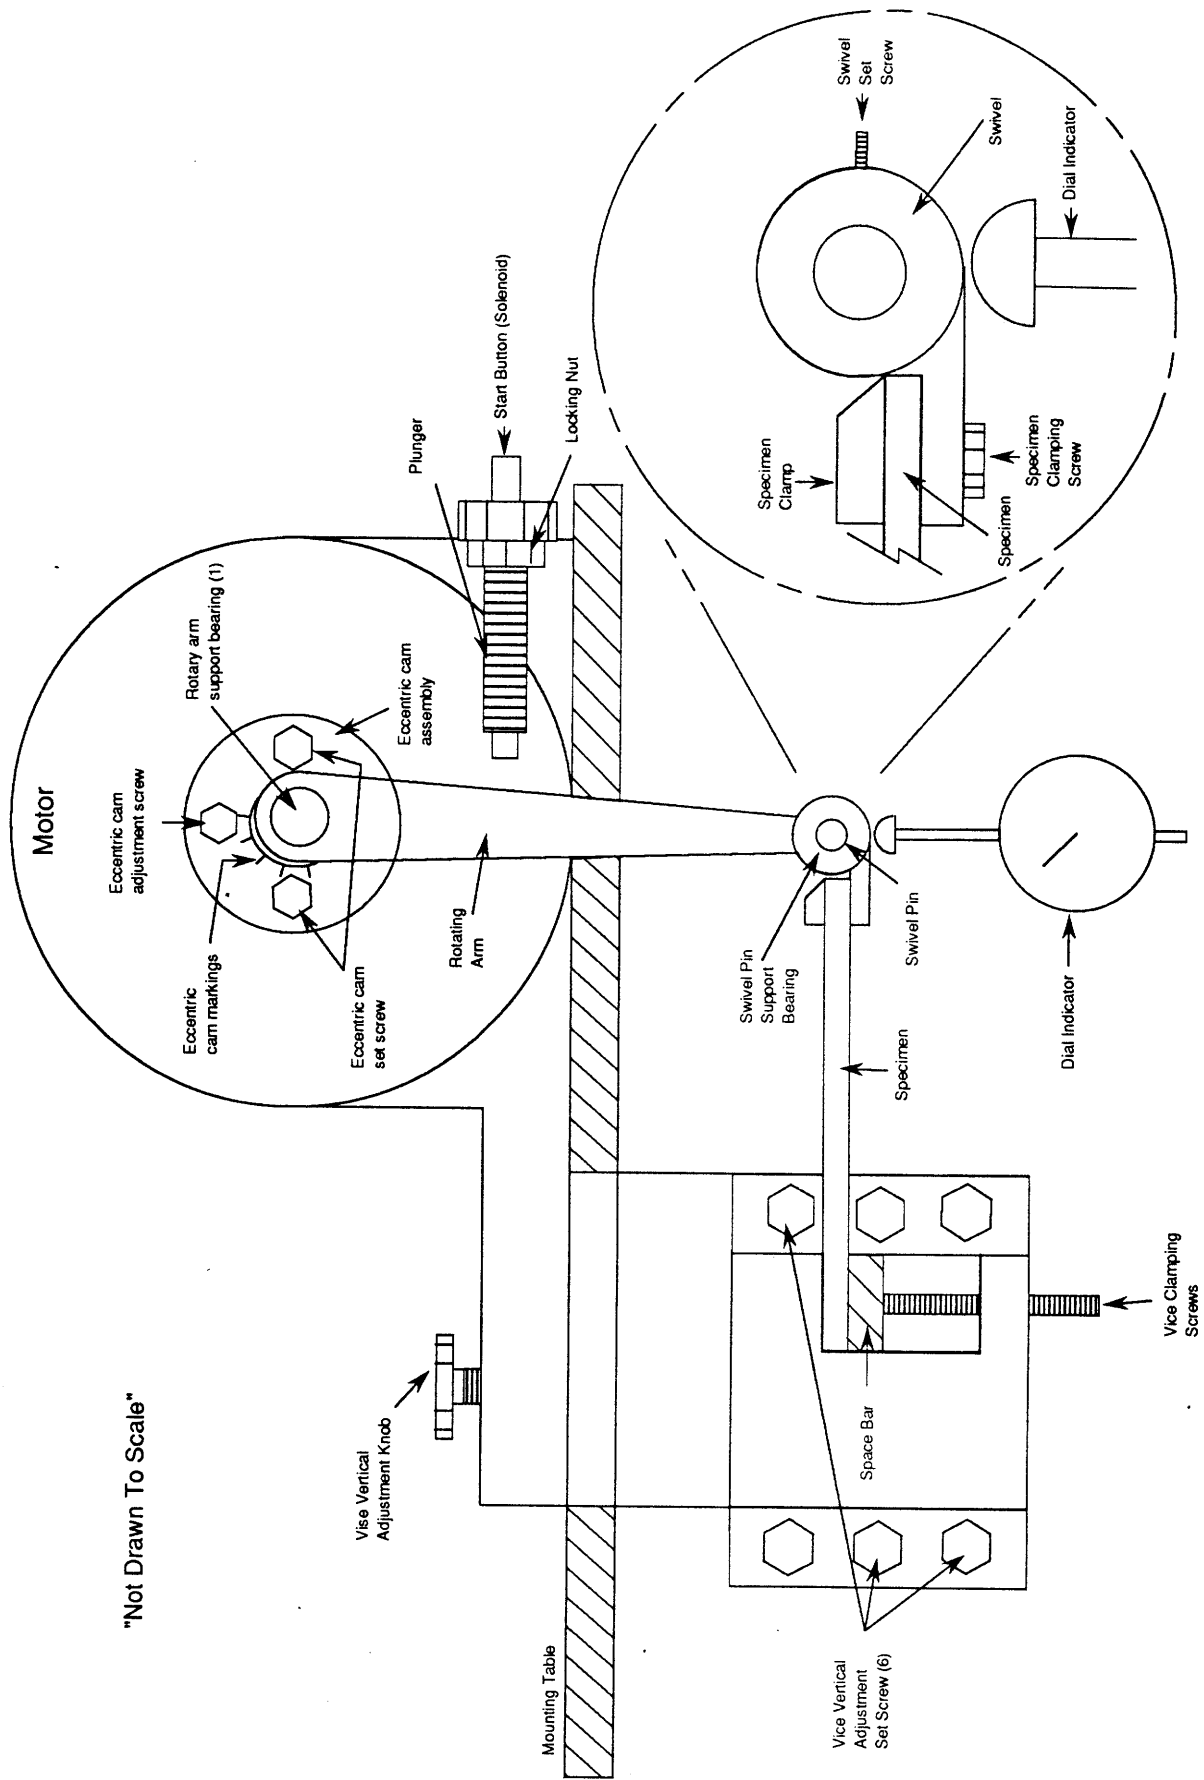 "Not Drawn To Scale"
Motor
Eccentric cam
adjustment screw
Rotary arm
support bearing (1)
Eccentric
cam markings
Eccentric cam
set screw
Eccentric cam
assembly
Plunger
Rotating
Arm
Start Button (Solenoid)
Locking Nut
Vise Vertical
Adjustment Knob
Mounting Table
Swivel Pin
Support
Bearing
Swivel Pin
Specimen
Space Bar
Vice Vertical
Adjustment
Set Screw (6)
Vice Clamping
Screws
Dial Indicator
Swivel
Set
Screw
Swivel
Dial Indicator
Specimen
Clamp
Specimen
Specimen
Clamping
Screw